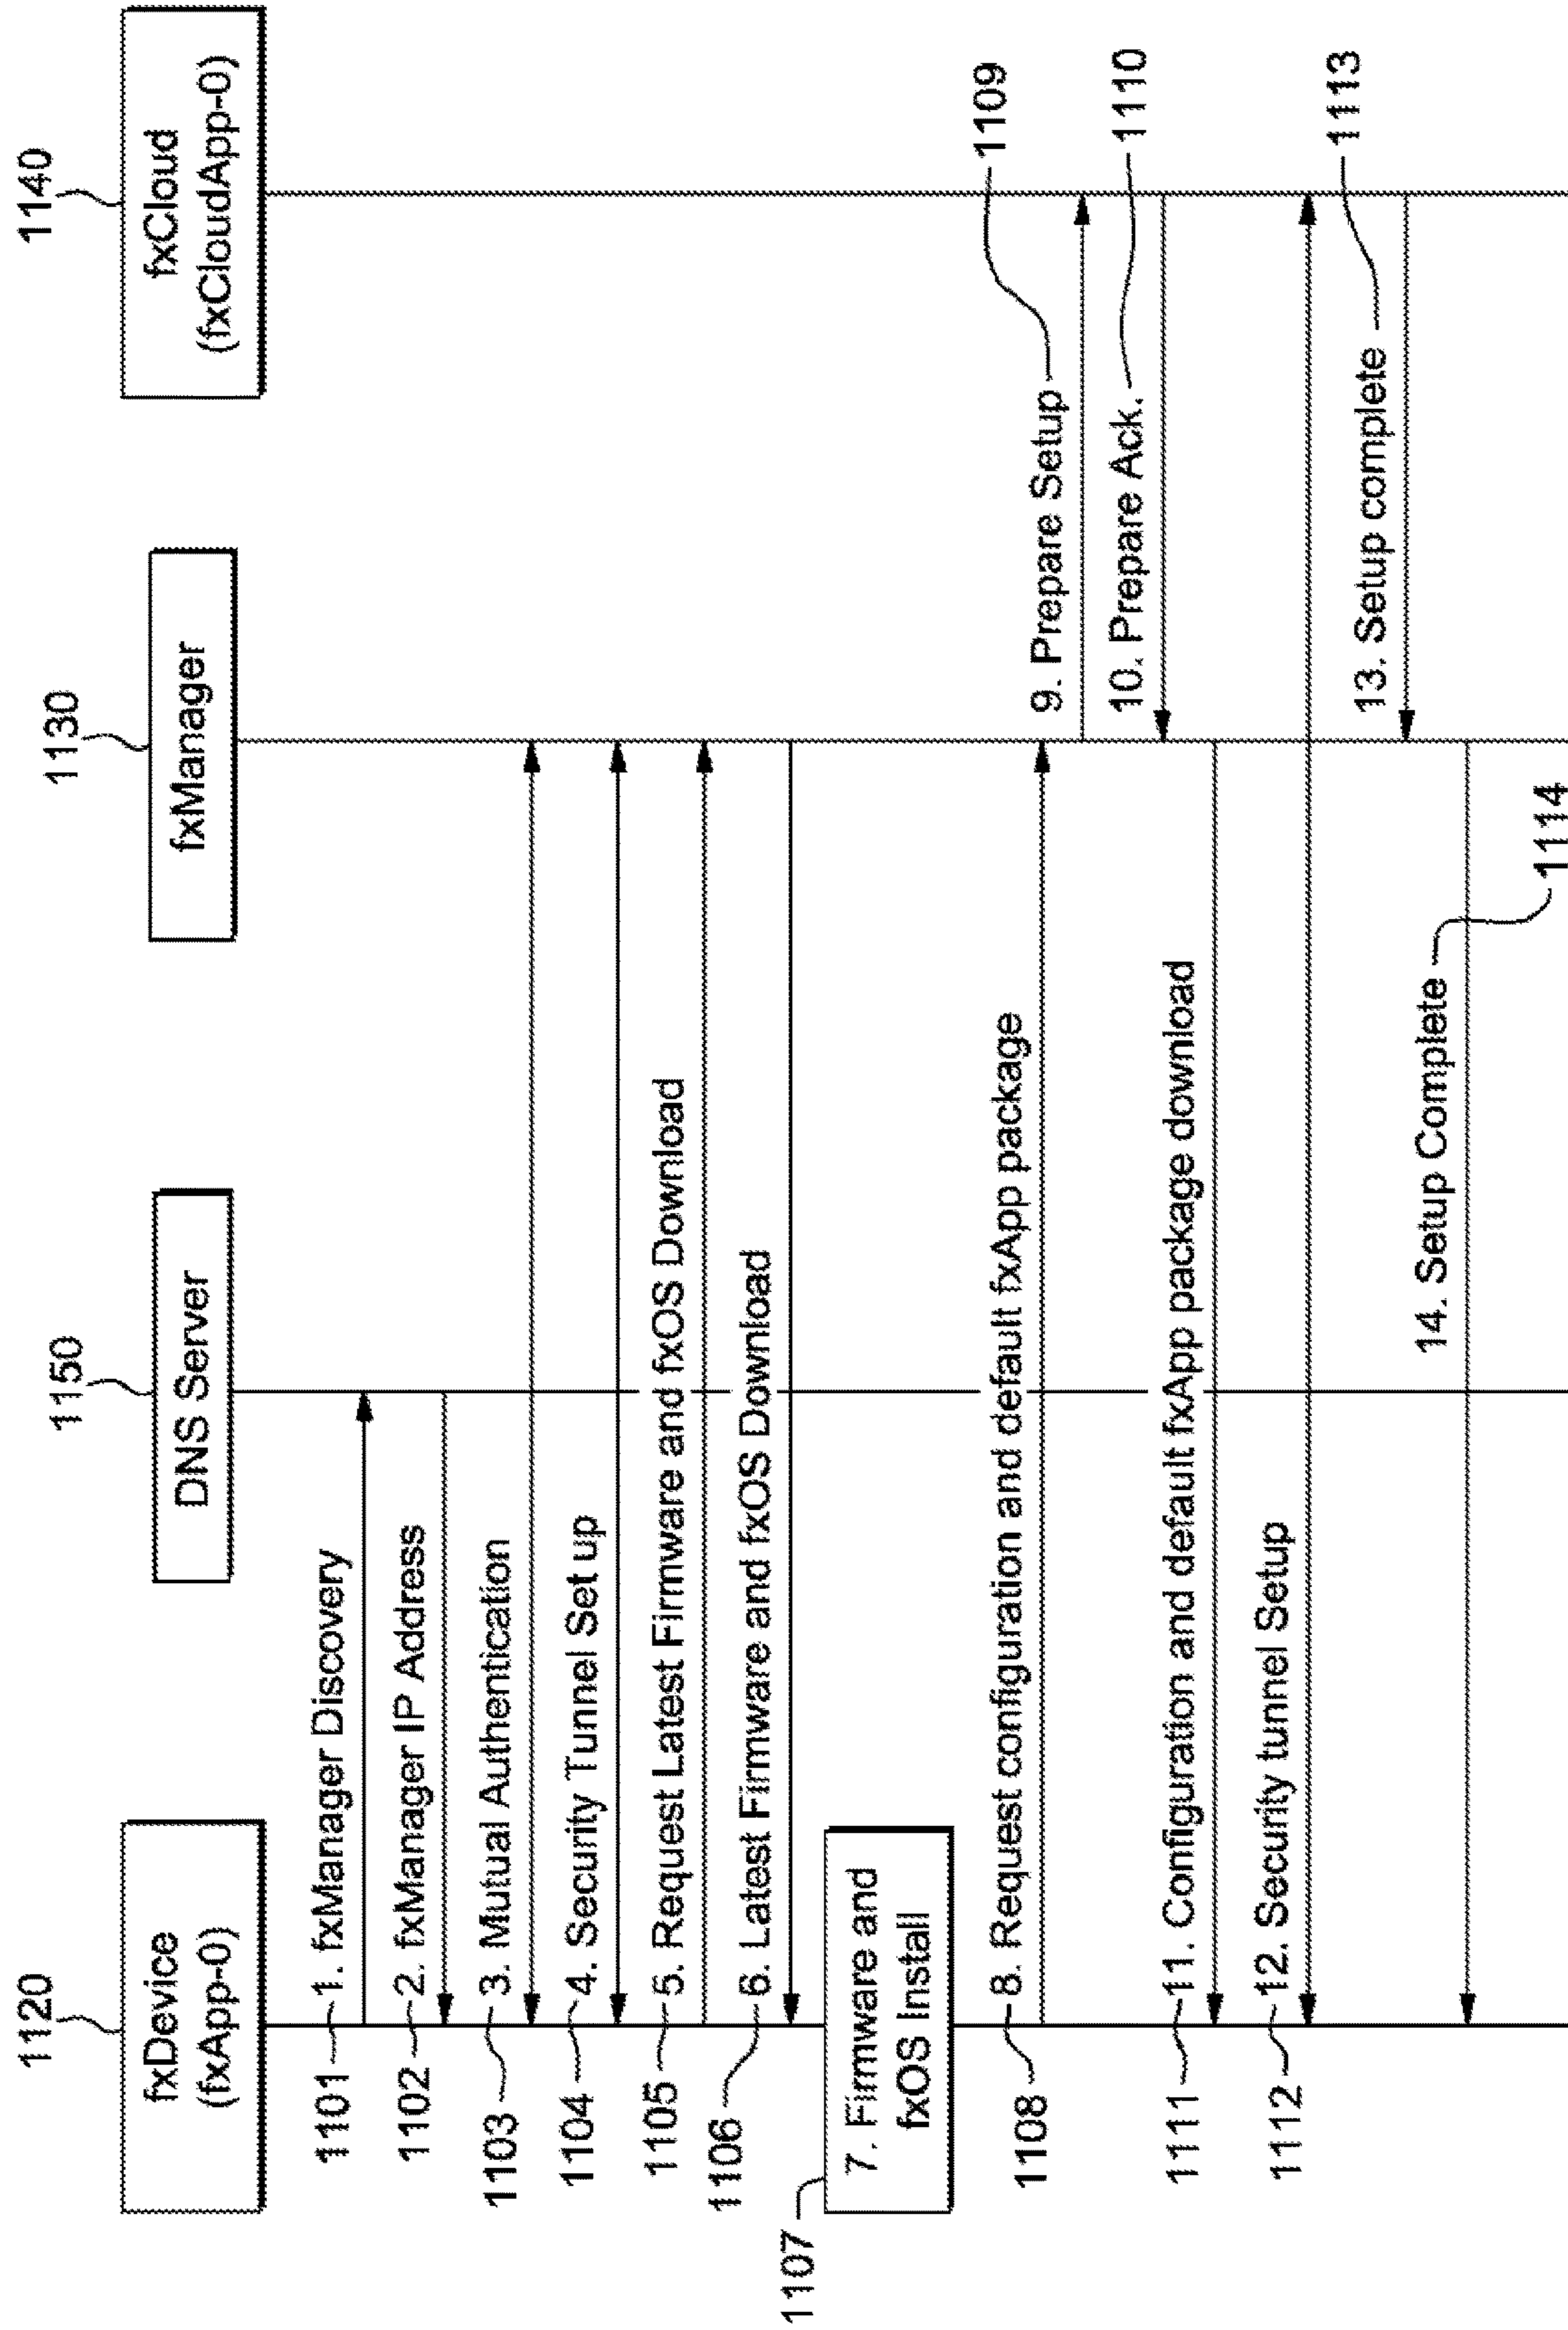 1120
fxDevice
(fxApp-0)
1150
DNS Server
1130
fxManager
1140
fxCloud
(fxCloudApp-0)
1101
1. fxManager Discovery
1102
2. fxManager IP Address
1103
3. Mutual Authentication
1104
4. Security Tunnel Set up
1105
5. Request Latest Firmware and fxOS Download
1106
6. Latest Firmware and fxOS Download
1107
7. Firmware and
fxOS Install
1108
8. Request configuration and default fxApp package
9. Prepare Setup
1109
10. Prepare Ack.
1110
1111
11. Configuration and default fxApp package download
1112
12. Security tunnel Setup
13. Setup complete
1113
14. Setup Complete
1114